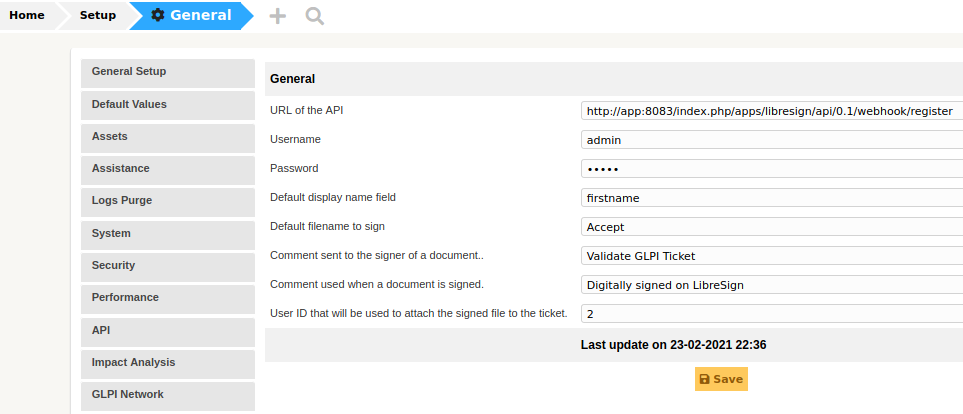 Home Setup General
General Setup
Default Values
Assets
Assistance
Logs Purge
System
Security
Performance
API
Impact Analysis
GLPI Network
General
URL of the API http://app:8083/index.php/apps/libresign/api/0.1/webhook/register
Username admin
Password •••••
Default display name field firstname
Default filename to sign Accept
Comment sent to the signer of a document.. Validate GLPI Ticket
Comment used when a document is signed. Digitally signed on LibreSign
User ID that will be used to attach the signed file to the ticket. 2
Last update on 23-02-2021 22:36
Save